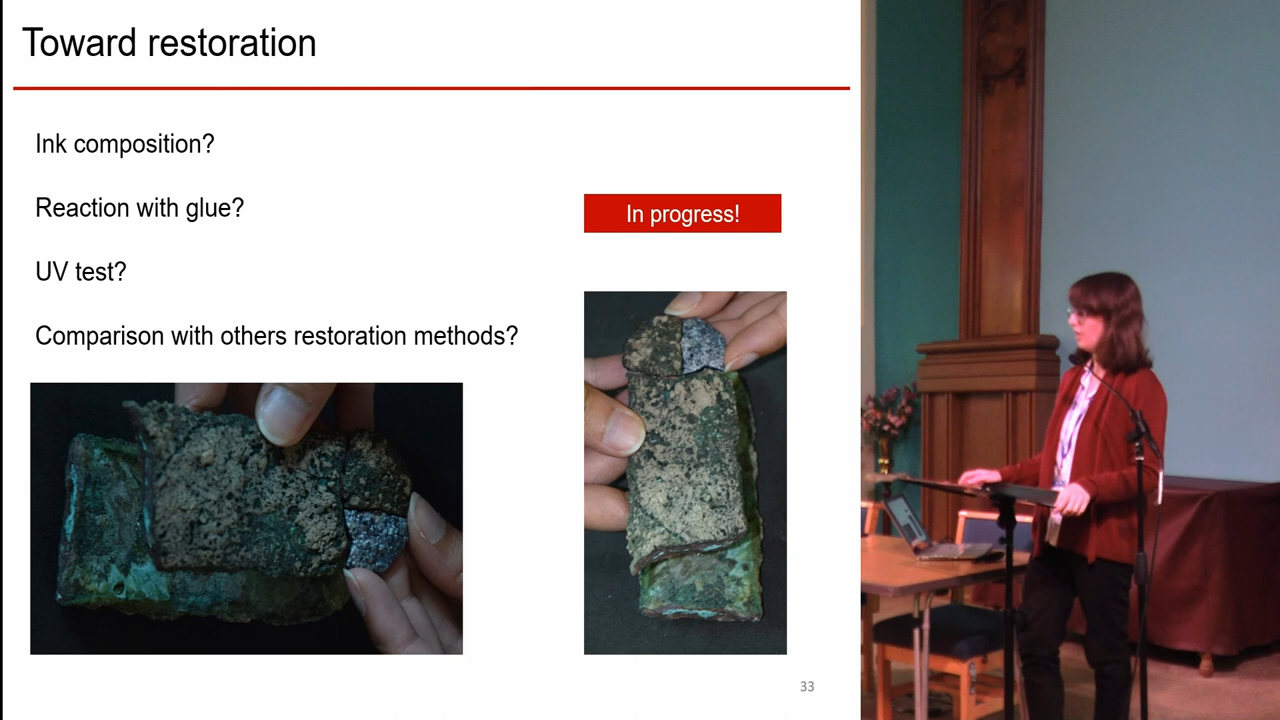 Toward restoration
Ink composition?
Reaction with glue?
In progress!
UV test?
Comparison with others restoration methods?
33